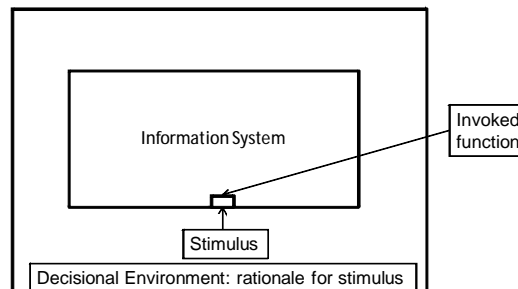 Information System
Invoked
function
Stimulus
Decisional Environment: rationale for stimulus